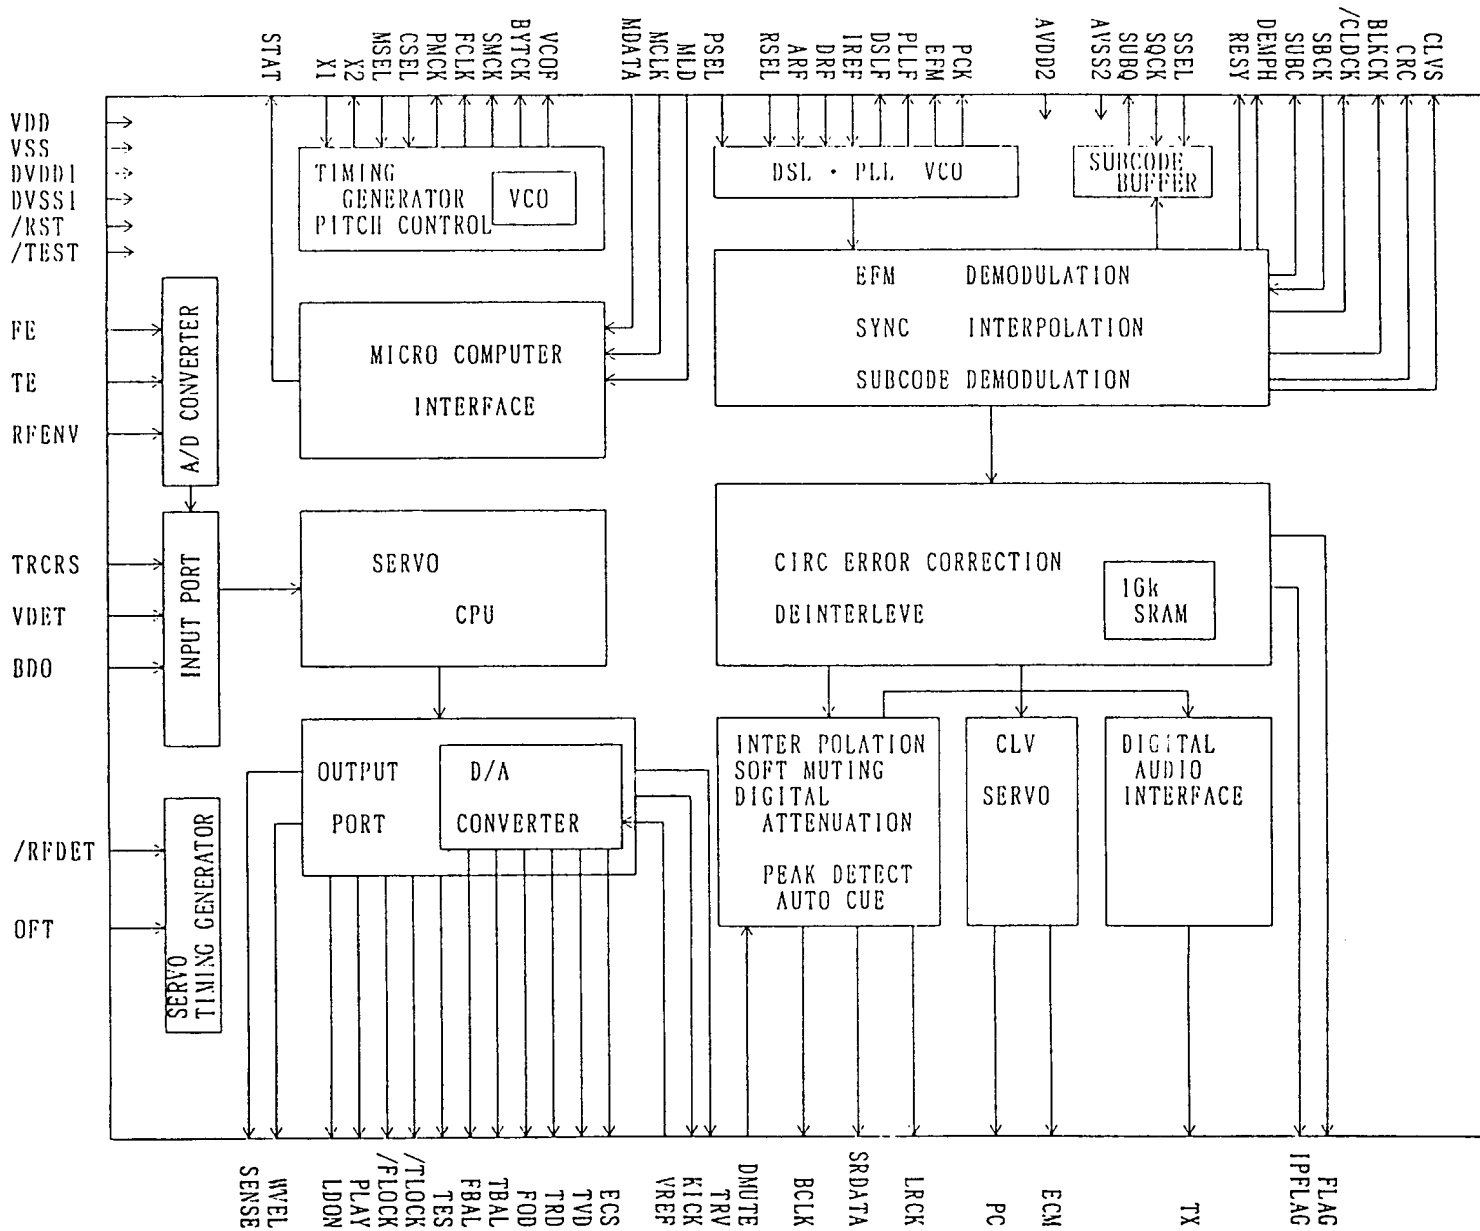 STAT
X1
X2
MSEL
CSEL
PMCK
FCLK
SMCK
BYTCK
VCOF
MDATA
MCLK
MLD
PSEL
RSEL
ARF
DRF
IREF
DSLF
PLLF
EFM
PCK
AVDD2
AVSS2
SUBQ
SQCK
SSEL
RESY
DEMPH
SUBC
SBCK
/CLDCK
BLKCK
CRC
CLVS
VDD
VSS
DVDD1
DVSS1
/RST
/TEST
FE
TE
RFENV
TRCRS
VDET
BDO
/RFDET
OFT
A/D CONVERTER
INPUT PORT
SERVO
TIMING GENERATOR
TIMING
GENERATOR
PITCH CONTROL
VCO
MICRO COMPUTER
INTERFACE
SERVO
CPU
OUTPUT
PORT
D/A
CONVERTER
DSL · PLL VCO
SUBCODE
BUFFER
EFM DEMODULATION
SYNC INTERPOLATION
SUBCODE DEMODULATION
CIRC ERROR CORRECTION
DEINTERLEVE
1Gk
SRAM
INTER POLATION
SOFT MUTING
DIGITAL
ATTENUATION
PEAK DETECT
AUTO CUE
CLV
SERVO
DIGITAL
AUDIO
INTERFACE
SENSE
WVEL
LDON
PLAY
/FLOCK
/TLOCK
TES
FBAL
TBAL
FOD
TRD
TVD
ECS
VREF
KICK
TRV
DMUTE
BCLK
SRDATA
LRCK
PC
ECM
TX
IPFLAG
FLAG